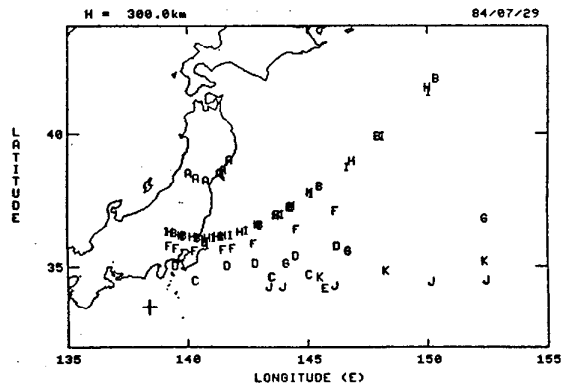 H = 300.0km 84/07/29
B
H
I
B I
H
I
A
A A A A I
B
H I
H I
F
G
H I
H I
H I
F
H B
F F
F
F F F
D
G
D
D
D
D
G
K
C
C
C
K
K
E
J J
J
J
J
40
35
LATITUDE
135 140 145 150 155
LONGITUDE (E)